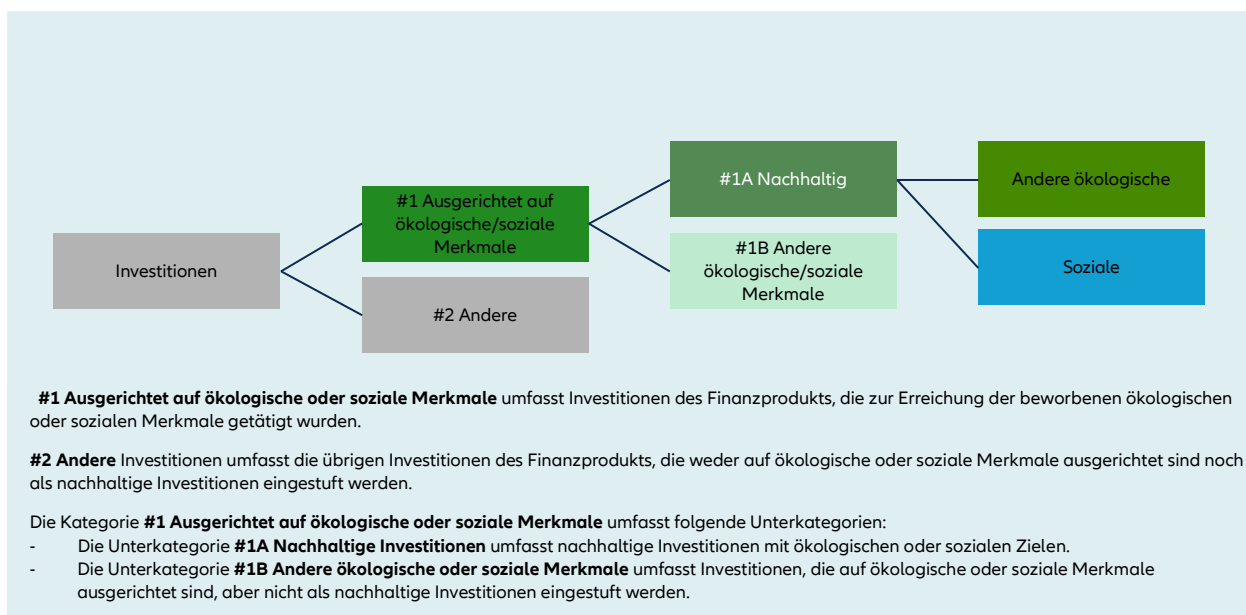 #1A Nachhaltig
Andere ökologische
#1 Ausgerichtet auf
ökologische/soziale
Merkmale
Investitionen
#1B Andere
ökologische/soziale
Merkmale
Soziale
#2 Andere
#1 Ausgerichtet auf ökologische oder soziale Merkmale umfasst Investitionen des Finanzprodukts, die zur Erreichung der beworbenen ökologischen
oder sozialen Merkmale getätigt wurden.
#2 Andere Investitionen umfasst die übrigen Investitionen des Finanzprodukts, die weder auf ökologische oder soziale Merkmale ausgerichtet sind noch
als nachhaltige Investitionen eingestuft werden.
Die Kategorie #1 Ausgerichtet auf ökologische oder soziale Merkmale umfasst folgende Unterkategorien:
- Die Unterkategorie #1A Nachhaltige Investitionen umfasst nachhaltige Investitionen mit ökologischen oder sozialen Zielen.
- Die Unterkategorie #1B Andere ökologische oder soziale Merkmale umfasst Investitionen, die auf ökologische oder soziale Merkmale
ausgerichtet sind, aber nicht als nachhaltige Investitionen eingestuft werden.